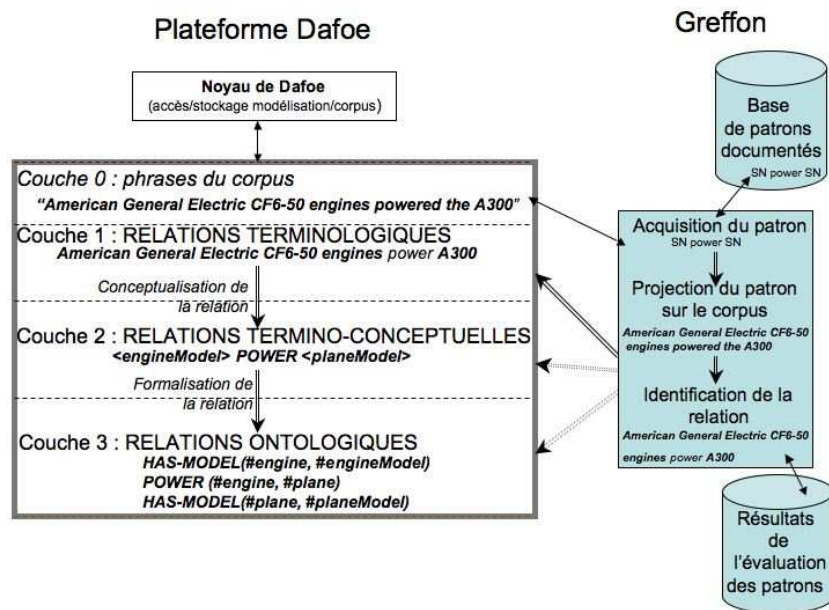 Plateforme Dafoe
Noyau de Dafoe
(accès/stockage modélisation/corpus)
Couche 0 : phrases du corpus
“American General Electric CF6-50 engines powered the A300”
Couche 1 : RELATIONS TERMINOLOGIQUES
American General Electric CF6-50 engines power A300
Conceptualisation de
la relation
Couche 2 : RELATIONS TERMINO-CONCEPTUELLES
<engineModel> POWER <planeModel>
Formalisation de
la relation
Couche 3 : RELATIONS ONTOLOGIQUES
HAS-MODEL(#engine, #engineModel)
POWER (#engine, #plane)
HAS-MODEL(#plane, #planeModel)
Greffon
Base
de patrons
documentés
SN power SN
Acquisition du patron
SN power SN
Projection du patron
sur le corpus
American General Electric CF6-50
engines powered the A300
Identification de la
relation
American General Electric CF6-50
engines power A300
Résultats
de
l'évaluation
des patrons